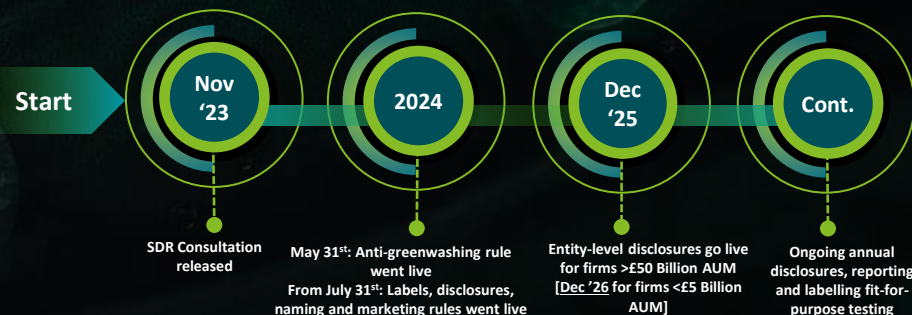 Start
Nov
‘23
2024
Dec
‘25
Cont.
SDR Consultation
released
May 31st: Anti-greenwashing rule
went live
From July 31st: Labels, disclosures,
naming and marketing rules went live
Entity-level disclosures go live
for firms >£50 Billion AUM
[Dec ’26 for firms <£5 Billion
AUM]
Ongoing annual
disclosures, reporting
and labelling fit-for-
purpose testing